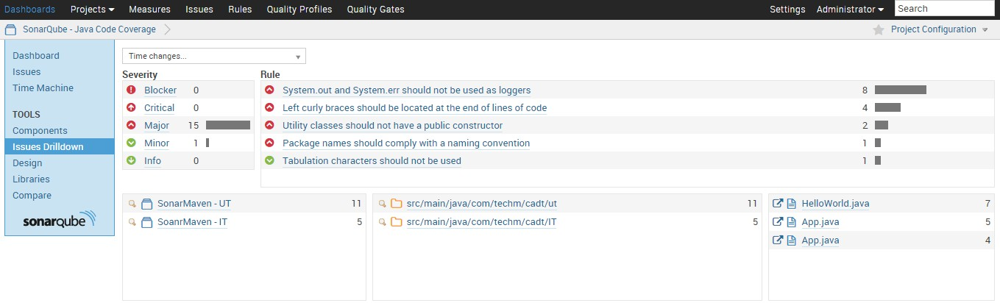 Dashboards Projects Measures Issues Rules Quality Profiles Quality Gates Settings Administrator Search
SonarQube - Java Code Coverage Project Configuration
Dashboard
Issues
Time Machine
TOOLS
Components
Issues Drilldown
Design
Libraries
Compare
sonarqube
Time changes...
Severity
Blocker 0
Critical 0
Major 15
Minor 1
Info 0
Rule
System.out and System.err should not be used as loggers 8
Left curly braces should be located at the end of lines of code 4
Utility classes should not have a public constructor 2
Package names should comply with a naming convention 1
Tabulation characters should not be used 1
SonarMaven - UT 11
SoanrMaven - IT 5
src/main/java/com/techm/cadt/ut 11
src/main/java/com/techm/cadt/IT 5
HelloWorld.java 7
App.java 5
App.java 4